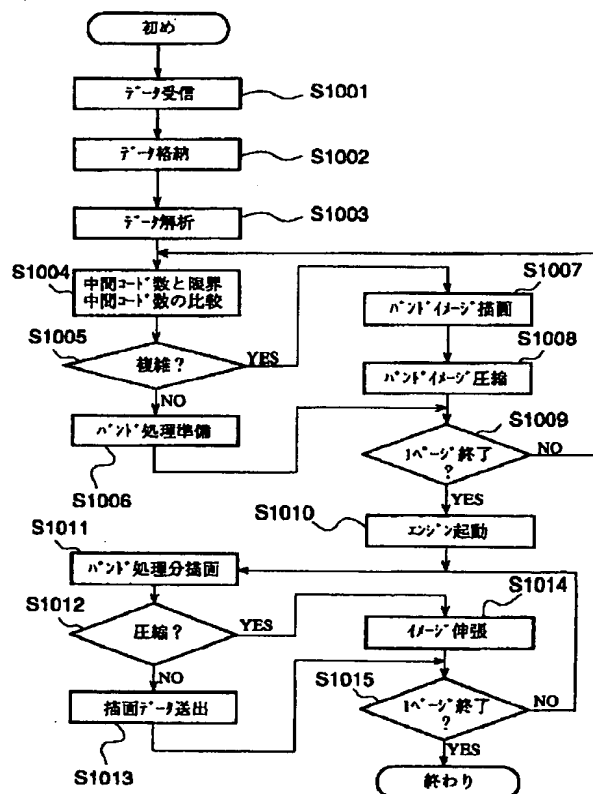 初め
データ受信
S1001
データ格納
S1002
データ解析
S1003
S1004
中間コード数と限界
中間コード数の比較
S1005
複雑?
YES
NO
バンド処理準備
S1006
S1007
バンドイメージ描画
S1008
バンドイメージ圧縮
S1009
1ページ終了
?
NO
YES
S1010
エンジン起動
S1011
バンド処理分描画
S1012
圧縮?
YES
NO
描画データ送出
S1013
S1014
イメージ伸張
S1015
1ページ終了
?
NO
YES
終わり